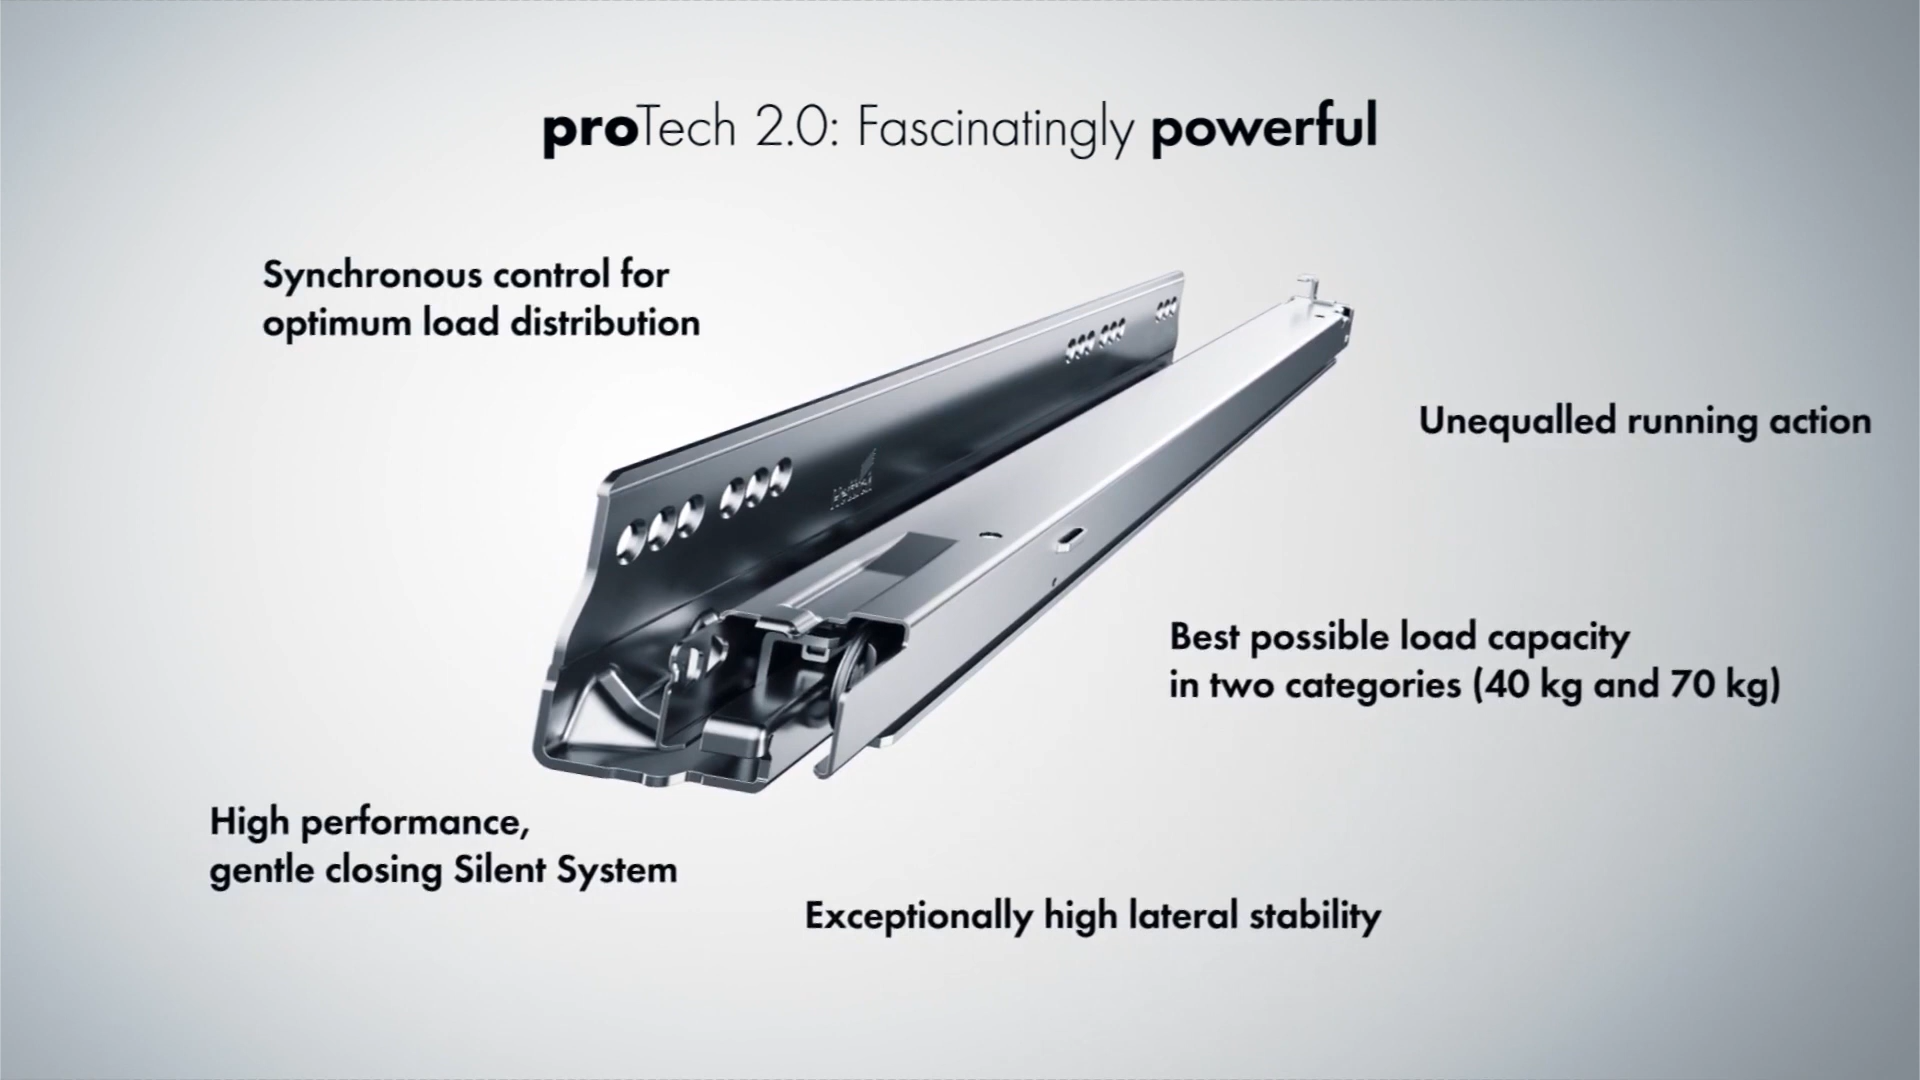 proTech 2.0: Fascinatingly powerful
Synchronous control for
optimum load distribution
Unequalled running action
Best possible load capacity
in two categories (40 kg and 70 kg)
High performance,
gentle closing Silent System
Exceptionally high lateral stability